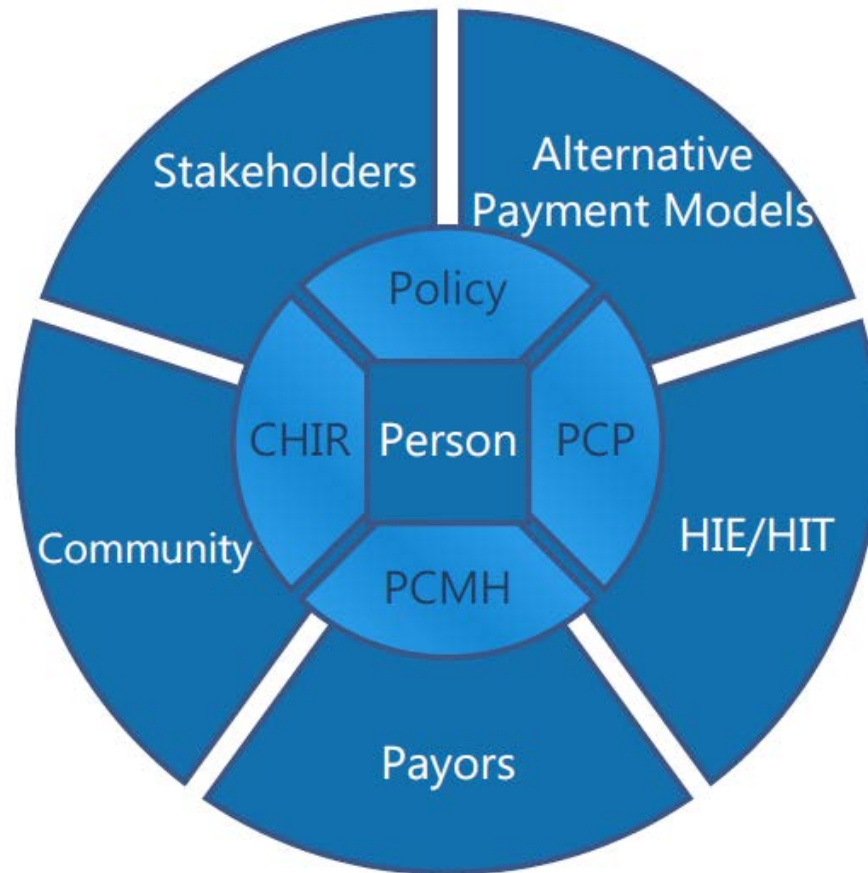 Stakeholders
Alternative
Payment Models
Policy
CHIR
Person
PCP
HIE/HIT
Community
PCMH
Payors